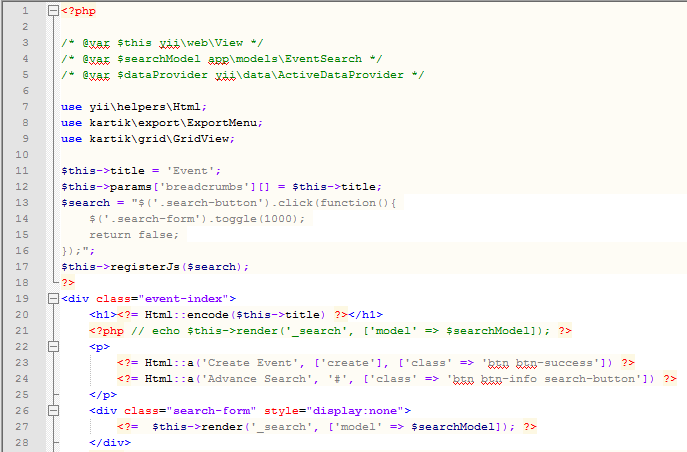 1 <?php
2
3 /* @var $this yii\web\View */
4 /* @var $searchModel app\models\EventSearch */
5 /* @var $dataProvider yii\data\ActiveDataProvider */
6
7 use yii\helpers\Html;
8 use kartik\export\ExportMenu;
9 use kartik\grid\GridView;
10
11 $this->title = 'Event';
12 $this->params['breadcrumbs'][] = $this->title;
13 $search = "$('.search-button').click(function(){
14 $('.search-form').toggle(1000);
15 return false;
16 });";
17 $this->registerJs($search);
18 ?>
19 <div class="event-index">
20 <h1><?= Html::encode($this->title) ?></h1>
21 <?php // echo $this->render('_search', ['model' => $searchModel]); ?>
22 <p>
23 <?= Html::a('Create Event', ['create'], ['class' => 'btn btn-success']) ?>
24 <?= Html::a('Advance Search', '#', ['class' => 'btn btn-info search-button']) ?>
25 </p>
26 <div class="search-form" style="display:none">
27 <?=  $this->render('_search', ['model' => $searchModel]); ?>
28 </div>